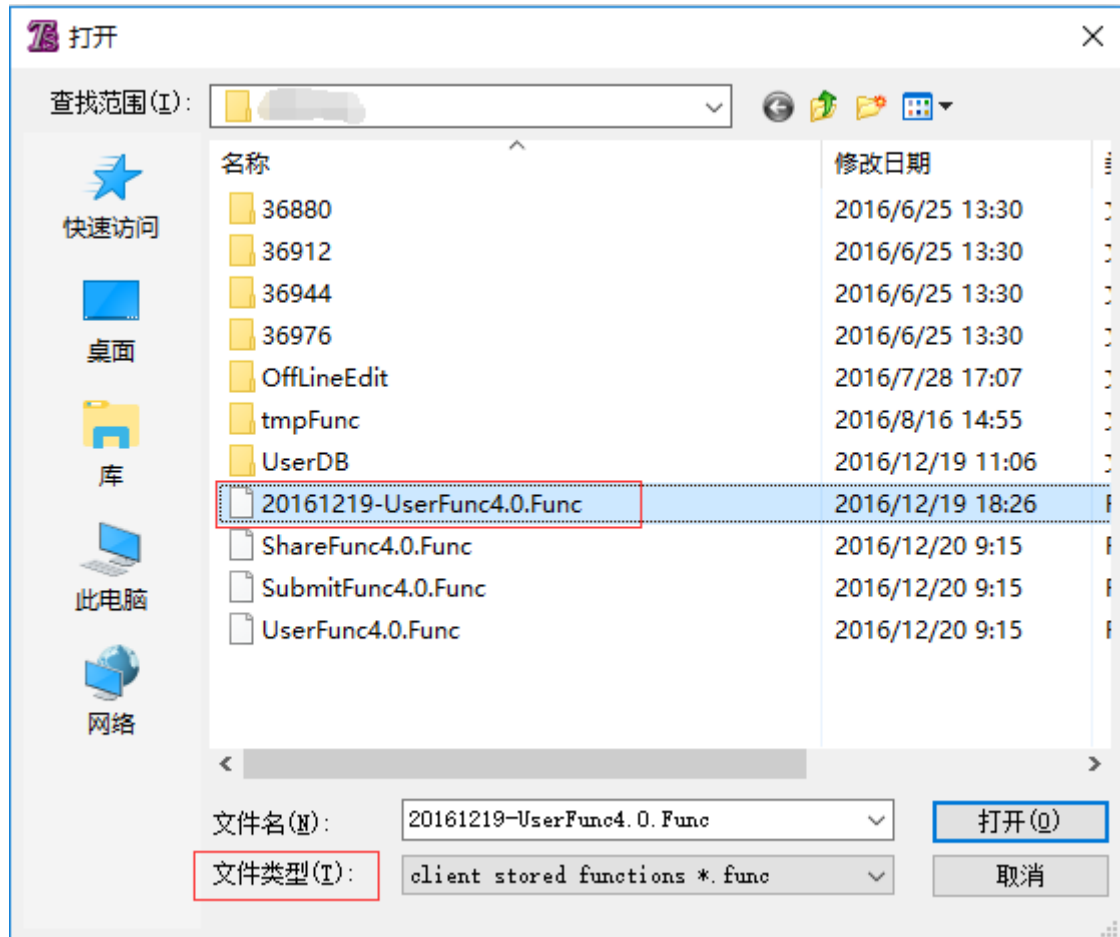 打开
查找范围(I):
名称 修改日期
36880 2016/6/25 13:30
36912 2016/6/25 13:30
36944 2016/6/25 13:30
36976 2016/6/25 13:30
OffLineEdit 2016/7/28 17:07
tmpFunc 2016/8/16 14:55
UserDB 2016/12/19 11:06
20161219-UserFunc4.0.Func 2016/12/19 18:26
ShareFunc4.0.Func 2016/12/20 9:15
SubmitFunc4.0.Func 2016/12/20 9:15
UserFunc4.0.Func 2016/12/20 9:15
快速访问
桌面
库
此电脑
网络
文件名(N): 20161219-UserFunc4.0.Func 打开(O)
文件类型(T): client stored functions *.func 取消